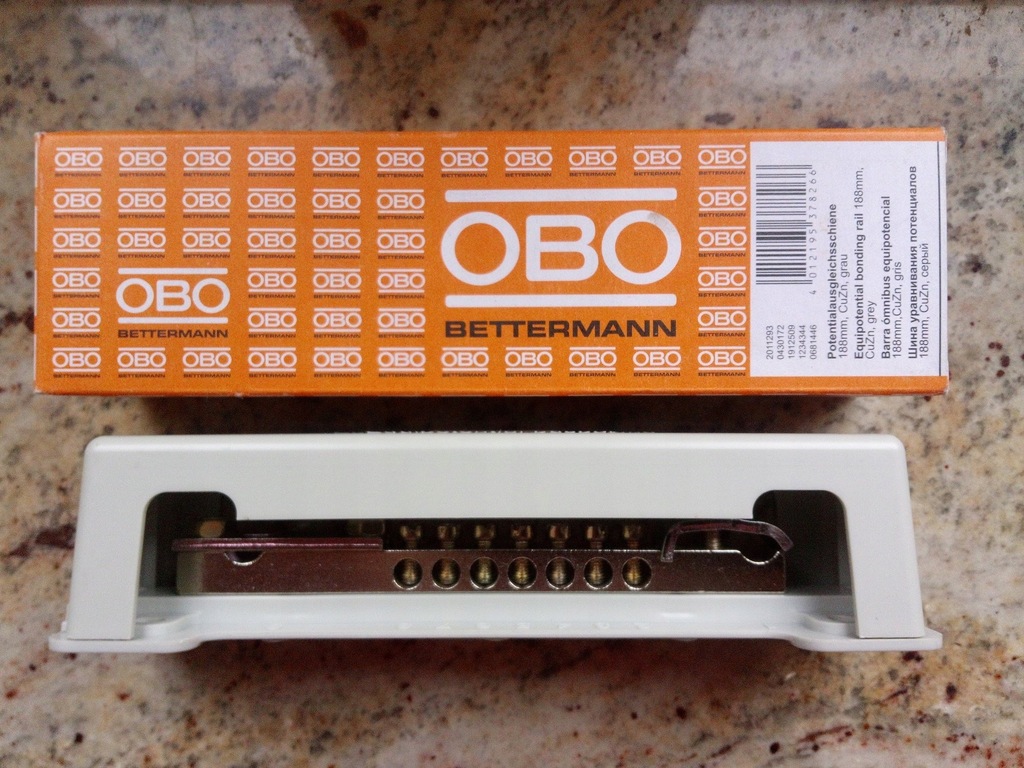 OBO
BETTERMANN
OBO
BETTERMANN
4 012195 378266
2011293
0430172
1912509
1234344
06814146
Potentialausgleichsschiene
188mm, CuZn, grau
Equipotential bonding rail 188mm,
CuZn, grey
Barra ómnibus equipotencial
188mm,CuZn, gris
Шина уравнивания потенциалов
188mm, CuZn, серый